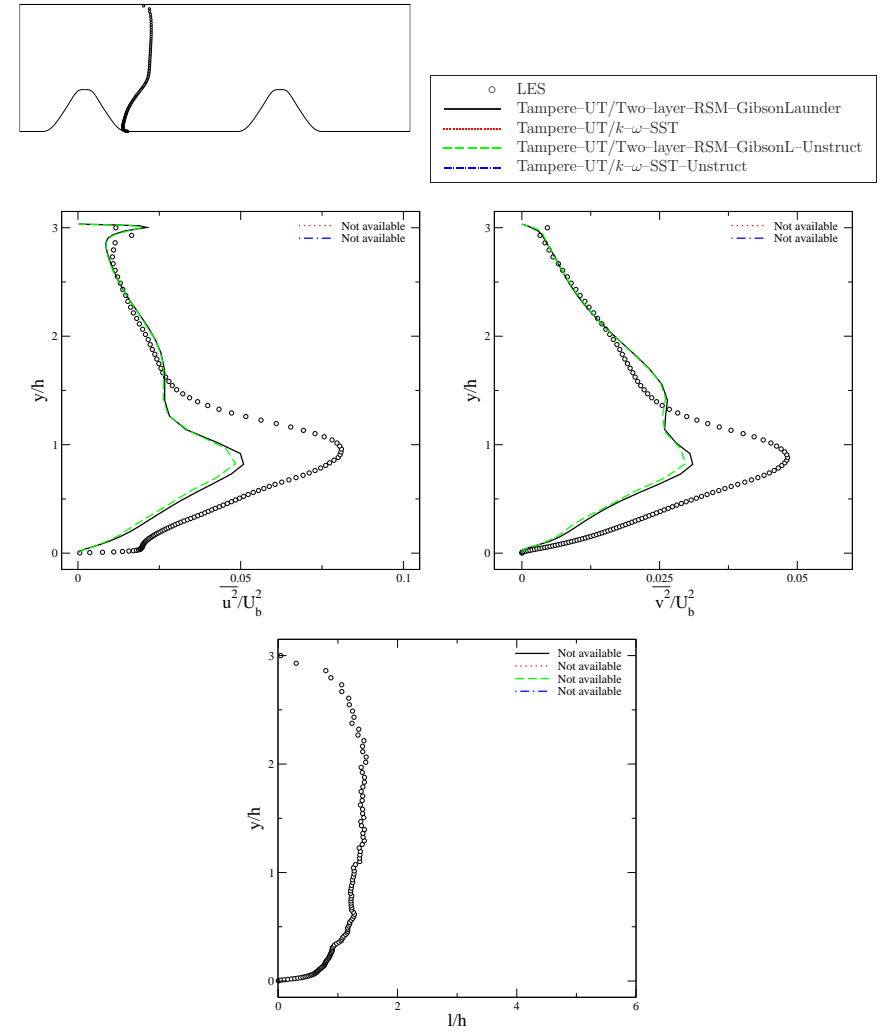 LES
Tampere–UT/Two–layer–RSM–GibsonLaunder
Tampere–UT/k–ω–SST
Tampere–UT/Two–layer–RSM–GibsonL–Unstruct
Tampere–UT/k–ω–SST–Unstruct
3
2
1
0
y/h
Not available
Not available
0
0.05
0.1
u²/U_b²
3
2
1
0
y/h
Not available
Not available
0
0.025
0.05
v²/U_b²
3
2
1
0
y/h
Not available
Not available
Not available
Not available
0
2
4
6
l/h